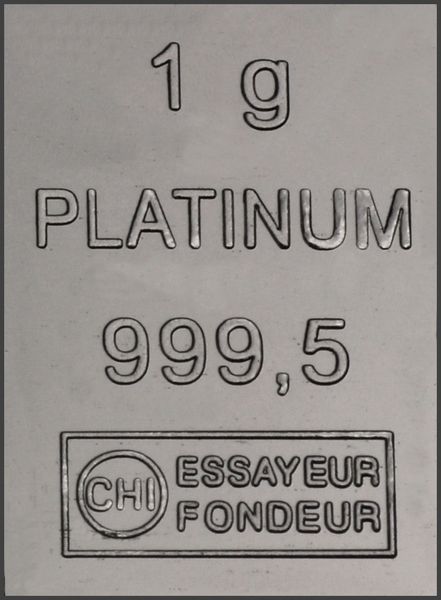 1 g
PLATINUM
999,5
CHI
ESSAYEUR
FONDEUR